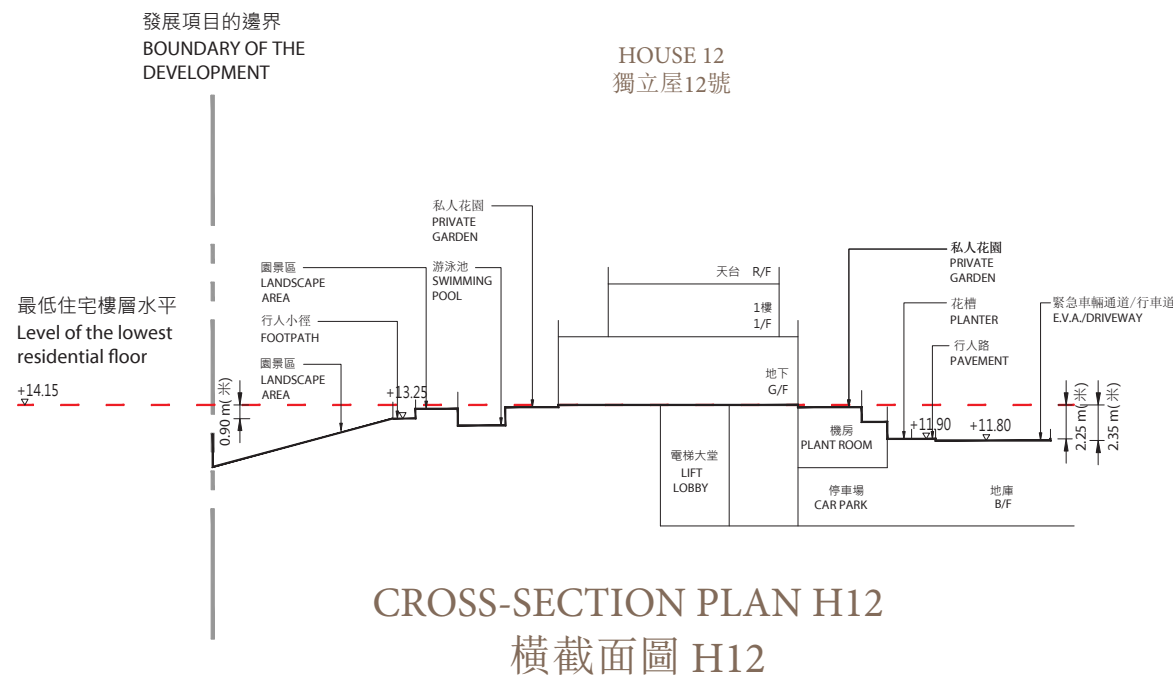 發展項目的邊界
BOUNDARY OF THE
DEVELOPMENT
HOUSE 12
獨立屋12號
私人花園
PRIVATE
GARDEN
園景區
LANDSCAPE
AREA
游泳池
SWIMMING
POOL
行人小徑
FOOTPATH
園景區
LANDSCAPE
AREA
最低住宅樓層水平
Level of the lowest
residential floor
+14.15
0.90 m(米)
+13.25
天台 R/F
1樓
1/F
地下
G/F
私人花園
PRIVATE
GARDEN
花槽
PLANTER
緊急車輛通道/行車道
E.V.A./DRIVEWAY
行人路
PAVEMENT
+11.90
+11.80
2.25 m(米)
2.35 m(米)
機房
PLANT ROOM
電梯大堂
LIFT
LOBBY
停車場
CAR PARK
地庫
B/F
CROSS-SECTION PLAN H12
橫截面圖 H12